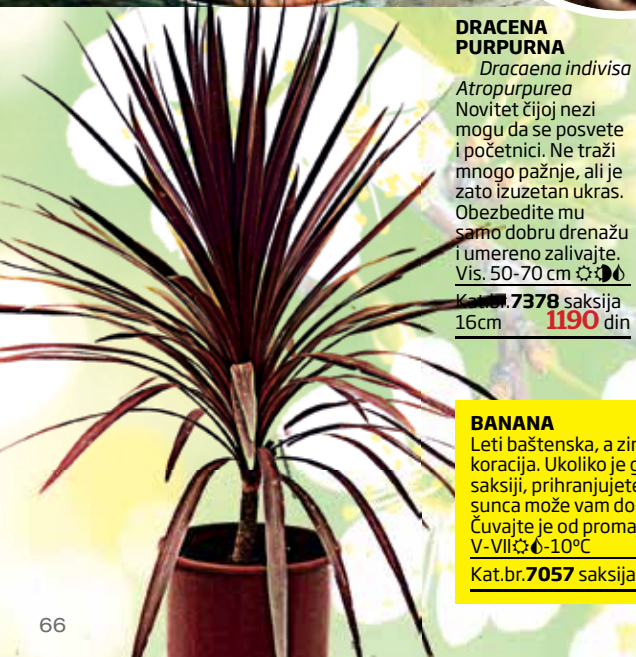 DRACENA
PURPURNA
Dracaena indivisa
Atropurpurea
Novitet čijoj nezi
mogu da se posvete
i početnici. Ne traži
mnogo pažnje, ali je
zato izuzetan ukras.
Obezbedite mu
samo dobru drenažu
i umereno zalivajte.
Vis. 50-70 cm
Kat.br.7378 saksija
16cm 1190 din
BANANA
Leti baštenska, a
koracija. Ukoliko je
saksiji, prihranjujete
sunca može vam do
Čuvajte je od proma
V-VII -10ºC
Kat.br.7057 saksija
66